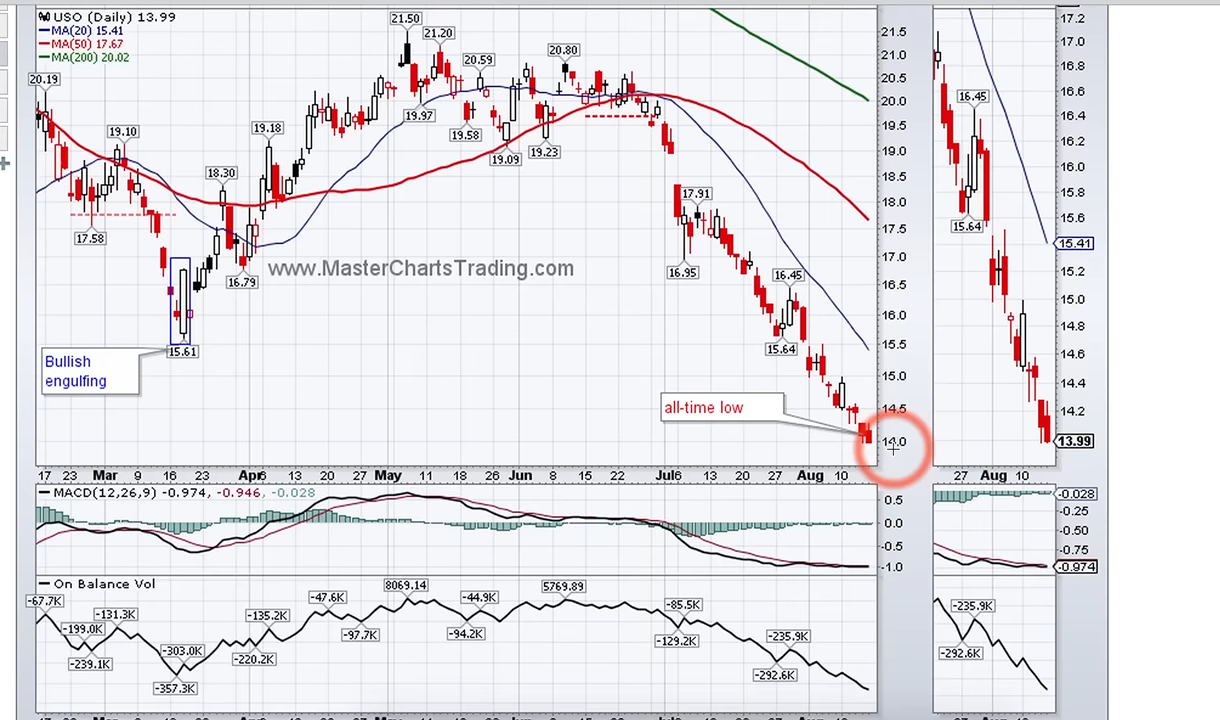 USO (Daily) 13.99
MA(20) 15.41
MA(50) 17.67
MA(200) 20.02
20.19
17.58
19.10
15.61
18.30
16.79
19.18
21.50
19.97
21.20
19.58
20.59
19.09
19.23
20.80
16.95
17.91
15.64
16.45
www.MasterChartsTrading.com
Bullish
engulfing
all-time low
21.5
21.0
20.5
20.0
19.5
19.0
18.5
18.0
17.5
17.0
16.5
16.0
15.5
15.0
14.5
14.0
17 23 Mar 9 16 23 Apr6 13 20 27 May 11 18 26 Jun 8 15 22 Jul6 13 20 27 Aug 10
17.2
17.0
16.8
16.6
16.4
16.2
16.0
15.8
15.6
15.41
15.2
15.0
14.8
14.6
14.4
14.2
13.99
16.45
15.64
27 Aug 10
MACD(12,26,9) -0.974, -0.946, -0.028
0.5
0.0
-0.5
-1.0
-0.028
-0.25
-0.50
-0.75
-0.974
On Balance Vol
-67.7K
-199.0K
-239.1K
-131.3K
-303.0K
-357.3K
-220.2K
-135.2K
-47.6K
-97.7K
8069.14
-94.2K
-44.9K
5769.89
-129.2K
-85.5K
-292.6K
-235.9K
-235.9K
-292.6K